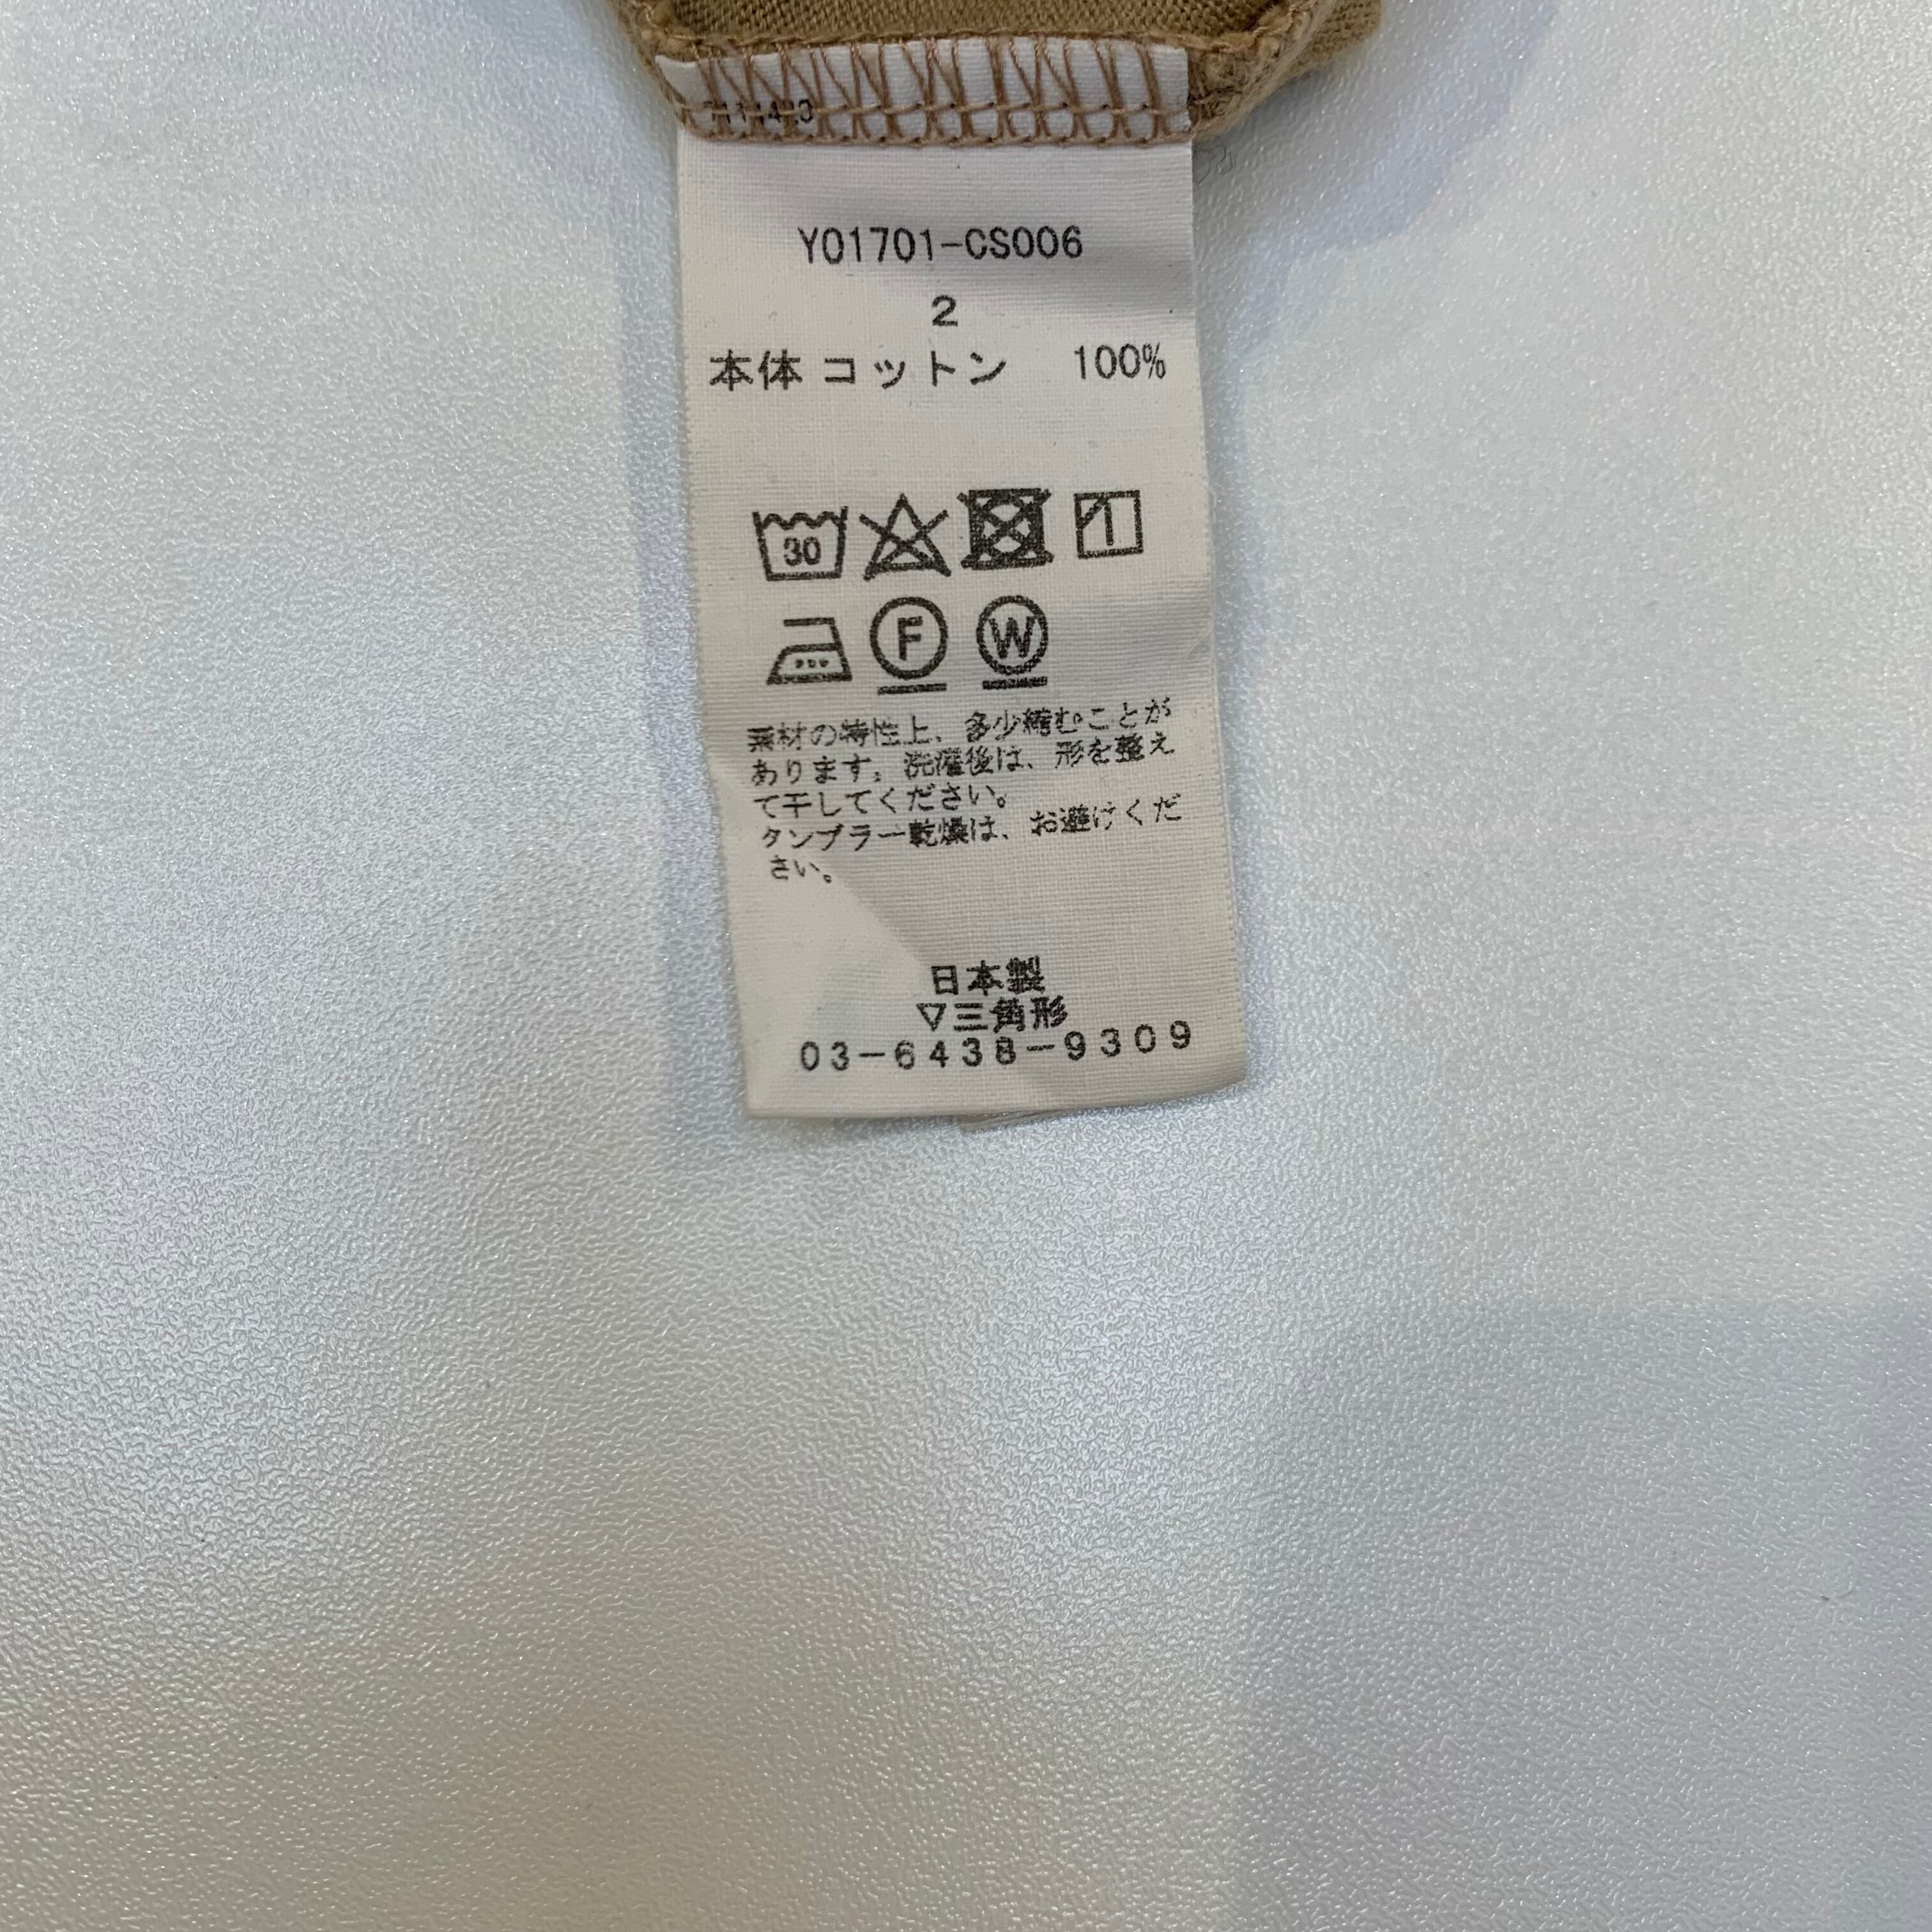 Y01701-CS006
2
本体 コットン 100%
30
F W
素材の特性上、多少縮むことが
あります。洗濯後は、形を整え
て干してください。
タンブラー乾燥は、お避けくだ
さい。
日本製
▽三角形
03-6438-9309